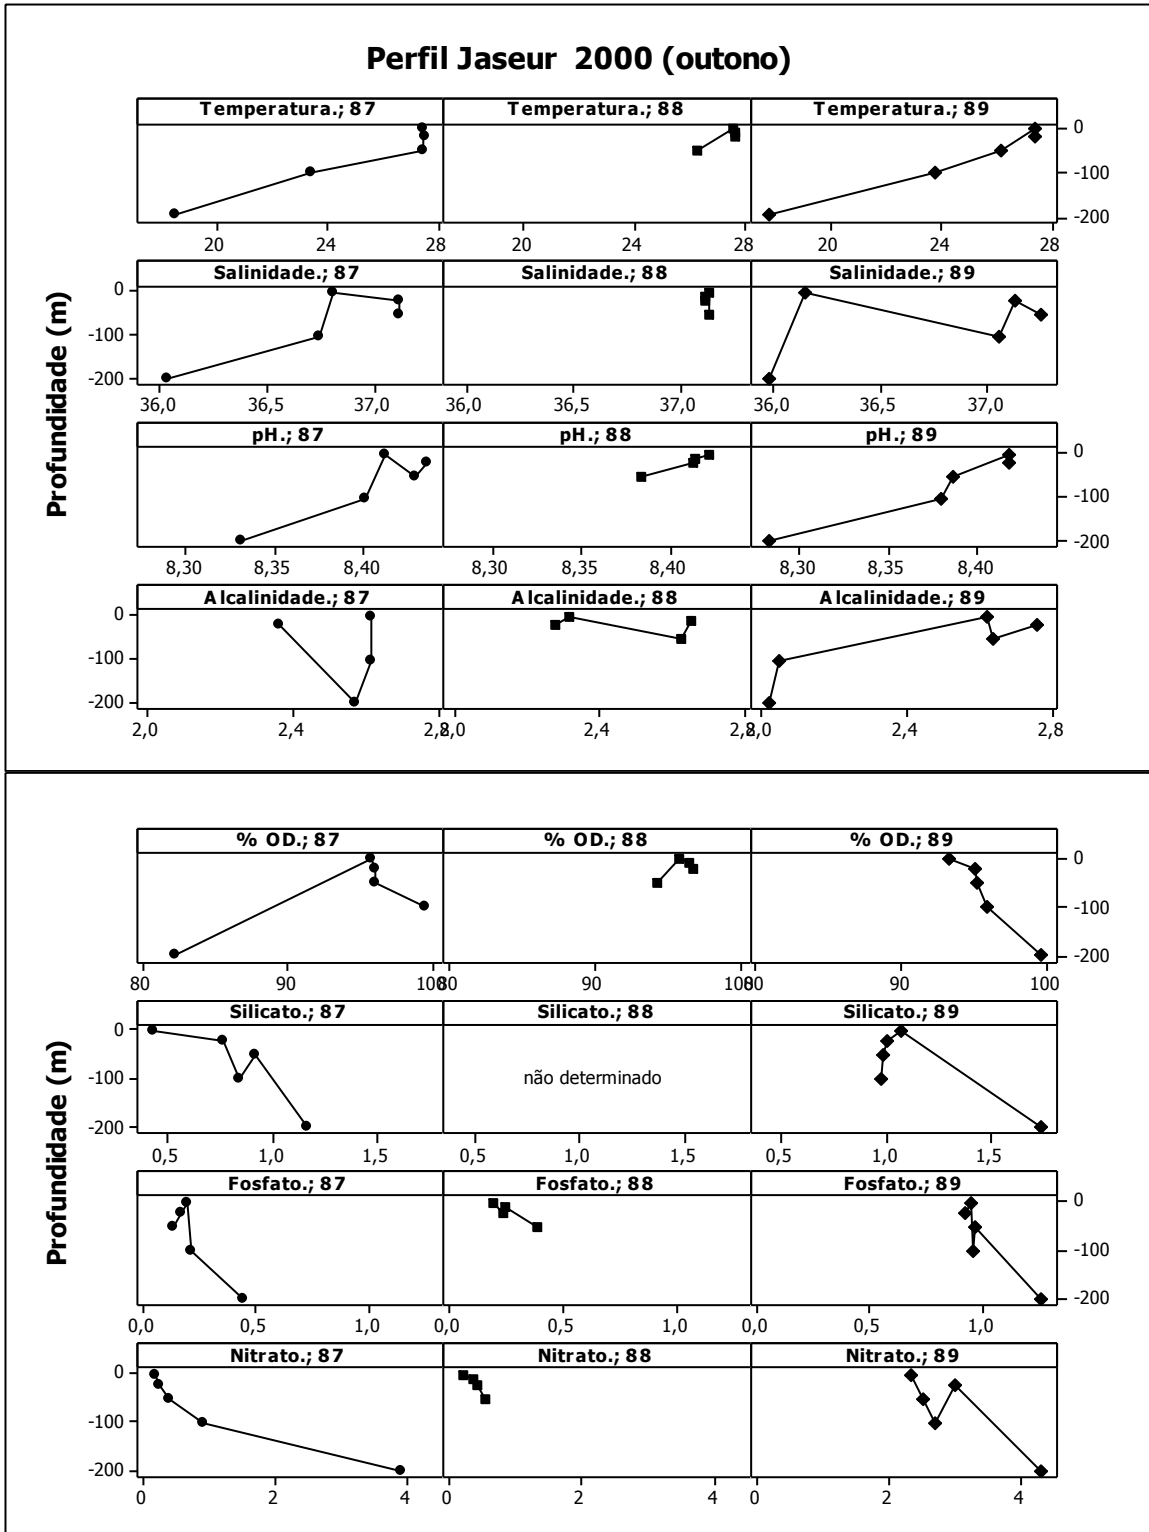 Perfil Jaseur 2000 (outono)
Temperatura.; 87 Temperatura.; 88 Temperatura.; 89
0
-100
-200
20 24 28 20 24 28 20 24 28
Salinidade.; 87 Salinidade.; 88 Salinidade.; 89
0
-100
-200
36,0 36,5 37,0 36,0 36,5 37,0 36,0 36,5 37,0
Profundidade (m)
pH.; 87 pH.; 88 pH.; 89
0
-100
-200
8,30 8,35 8,40 8,30 8,35 8,40 8,30 8,35 8,40
Alcalinidade.; 87 Alcalinidade.; 88 Alcalinidade.; 89
0
-100
-200
2,0 2,4 2,8 2,0 2,4 2,8 2,0 2,4 2,8
% OD.; 87 % OD.; 88 % OD.; 89
0
-100
-200
80 90 100 80 90 100 80 90 100
Silicato.; 87 Silicato.; 88 Silicato.; 89
0
-100
-200
não determinado
0,5 1,0 1,5 0,5 1,0 1,5 0,5 1,0 1,5
Profundidade (m)
Fosfato.; 87 Fosfato.; 88 Fosfato.; 89
0
-100
-200
0,0 0,5 1,0 0,0 0,5 1,0 0,0 0,5 1,0
Nitrato.; 87 Nitrato.; 88 Nitrato.; 89
0
-100
-200
0 2 4 0 2 4 0 2 4